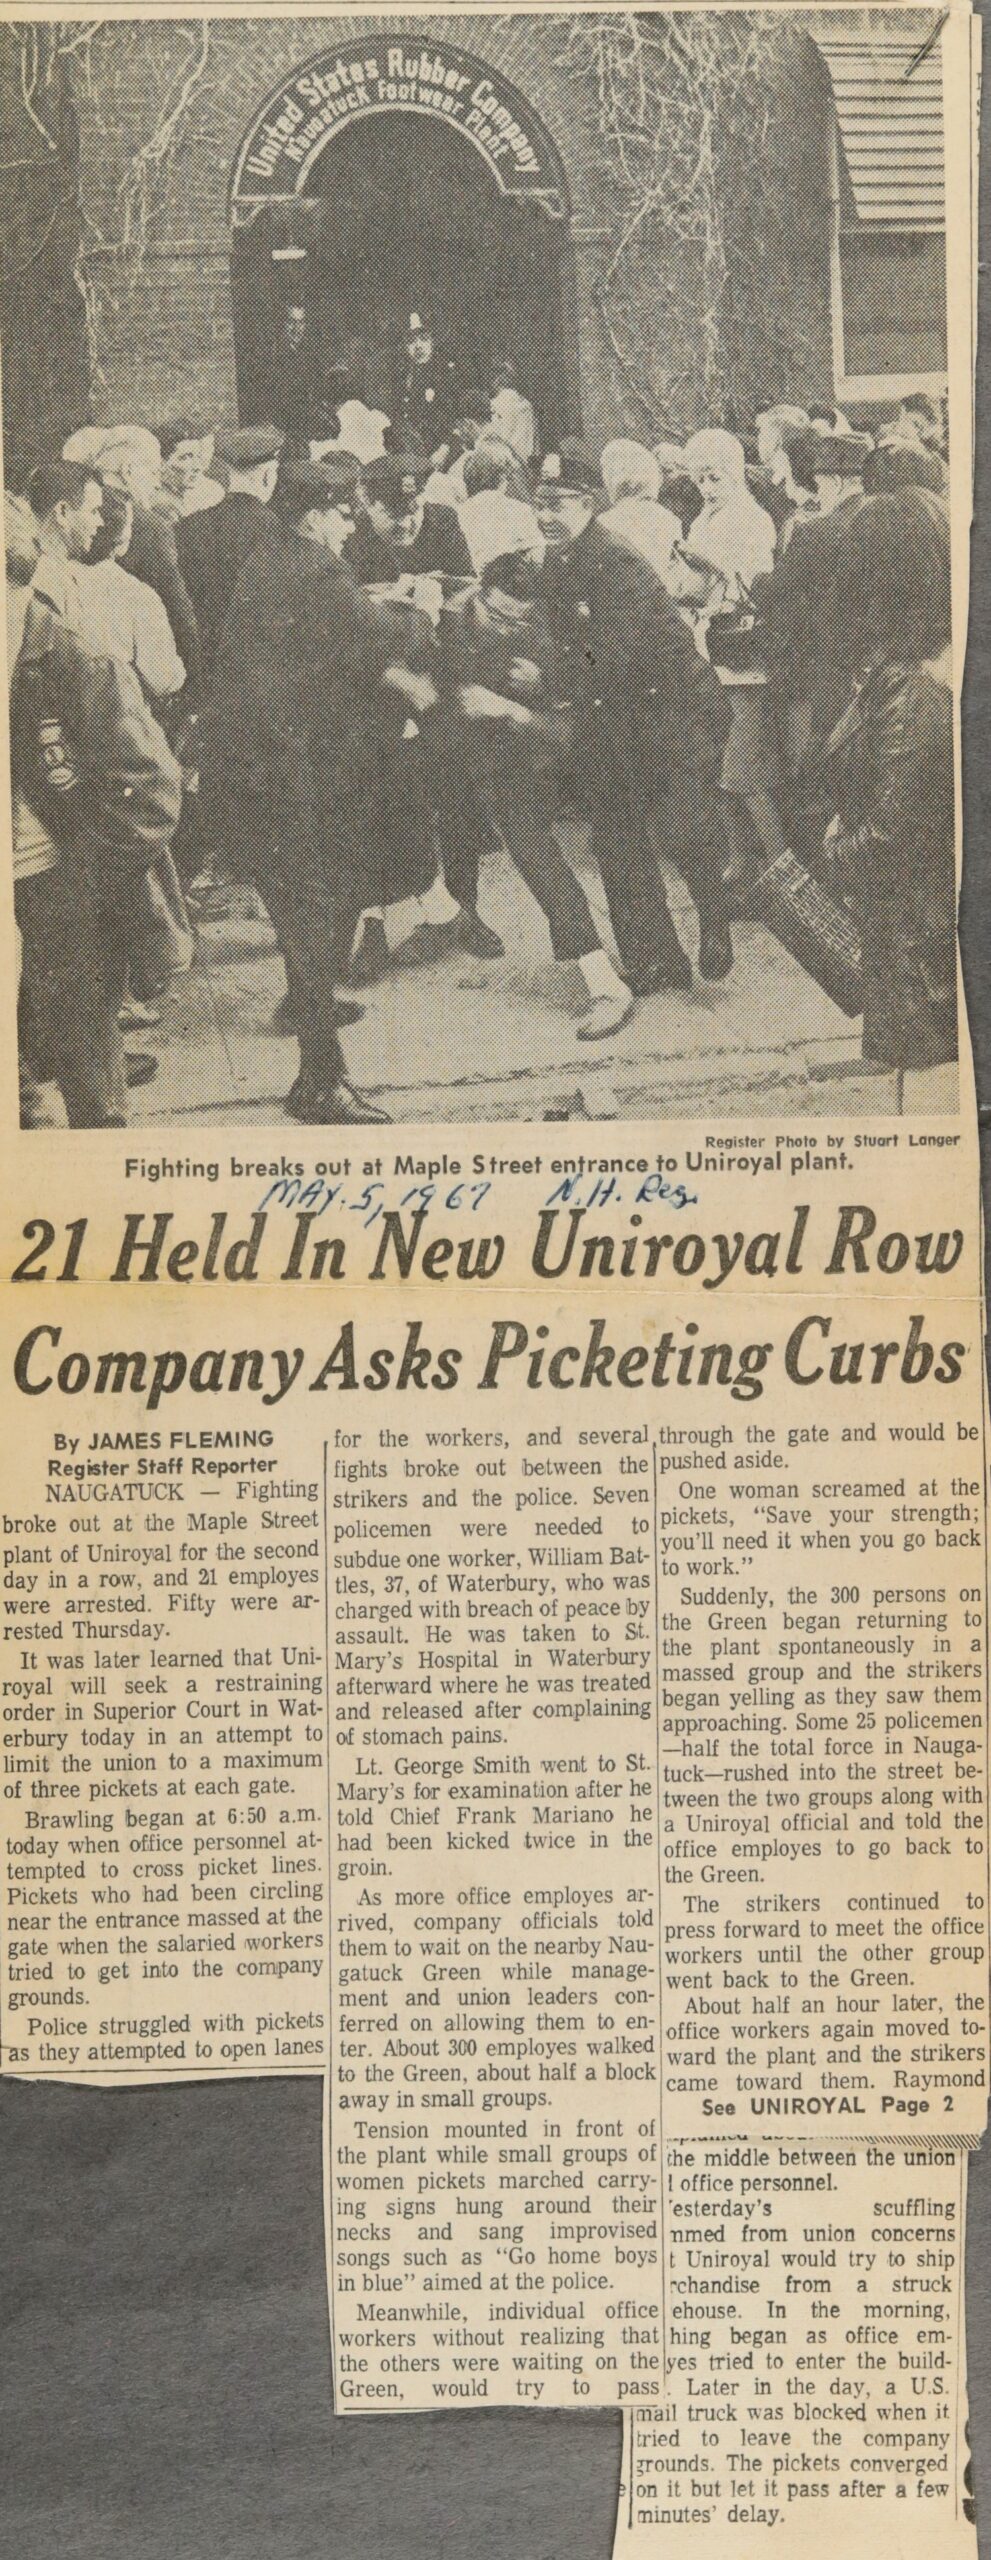 United States Rubber Company
Naugatuck Footwear Plant
Register Photo by Stuart Langer
Fighting breaks out at Maple Street entrance to Uniroyal plant.
MAY. 5, 1967 N.H. Reg.
21 Held In New Uniroyal Row
Company Asks Picketing Curbs
By JAMES FLEMING
Register Staff Reporter
NAUGATUCK — Fighting
broke out at the Maple Street
plant of Uniroyal for the second
day in a row, and 21 employes
were arrested. Fifty were ar-
rested Thursday.
It was later learned that Uni-
royal will seek a restraining
order in Superior Court in Wat-
erbury today in an attempt to
limit the union to a maximum
of three pickets at each gate.
Brawling began at 6:50 a.m.
today when office personnel at-
tempted to cross picket lines.
Pickets who had been circling
near the entrance massed at the
gate when the salaried workers
tried to get into the company
grounds.
Police struggled with pickets
as they attempted to open lanes
for the workers, and several
fights broke out between the
strikers and the police. Seven
policemen were needed to
subdue one worker, William Bat-
tles, 37, of Waterbury, who was
charged with breach of peace by
assault. He was taken to St.
Mary's Hospital in Waterbury
afterward where he was treated
and released after complaining
of stomach pains.
Lt. George Smith went to St.
Mary's for examination after he
told Chief Frank Mariano he
had been kicked twice in the
groin.
As more office employes ar-
rived, company officials told
them to wait on the nearby Nau-
gatuck Green while manage-
ment and union leaders con-
ferred on allowing them to en-
ter. About 300 employes walked
to the Green, about half a block
away in small groups.
Tension mounted in front of
the plant while small groups of
women pickets marched carry-
ing signs hung around their
necks and sang improvised
songs such as "Go home boys
in blue" aimed at the police.
Meanwhile, individual office
workers without realizing that
the others were waiting on the
Green, would try to pass
through the gate and would be
pushed aside.
One woman screamed at the
pickets, "Save your strength;
you'll need it when you go back
to work."
Suddenly, the 300 persons on
the Green began returning to
the plant spontaneously in a
massed group and the strikers
began yelling as they saw them
approaching. Some 25 policemen
—half the total force in Nauga-
tuck—rushed into the street be-
tween the two groups along with
a Uniroyal official and told the
office employes to go back to
the Green.
The strikers continued to
press forward to meet the office
workers until the other group
went back to the Green.
About half an hour later, the
office workers again moved to-
ward the plant and the strikers
came toward them. Raymond
See UNIROYAL Page 2
the middle between the union
office personnel.
esterday's scuffling
mmed from union concerns
t Uniroyal would try to ship
rchandise from a struck
ehouse. In the morning,
hing began as office em-
yes tried to enter the build-
. Later in the day, a U.S.
mail truck was blocked when it
tried to leave the company
grounds. The pickets converged
on it but let it pass after a few
minutes' delay.